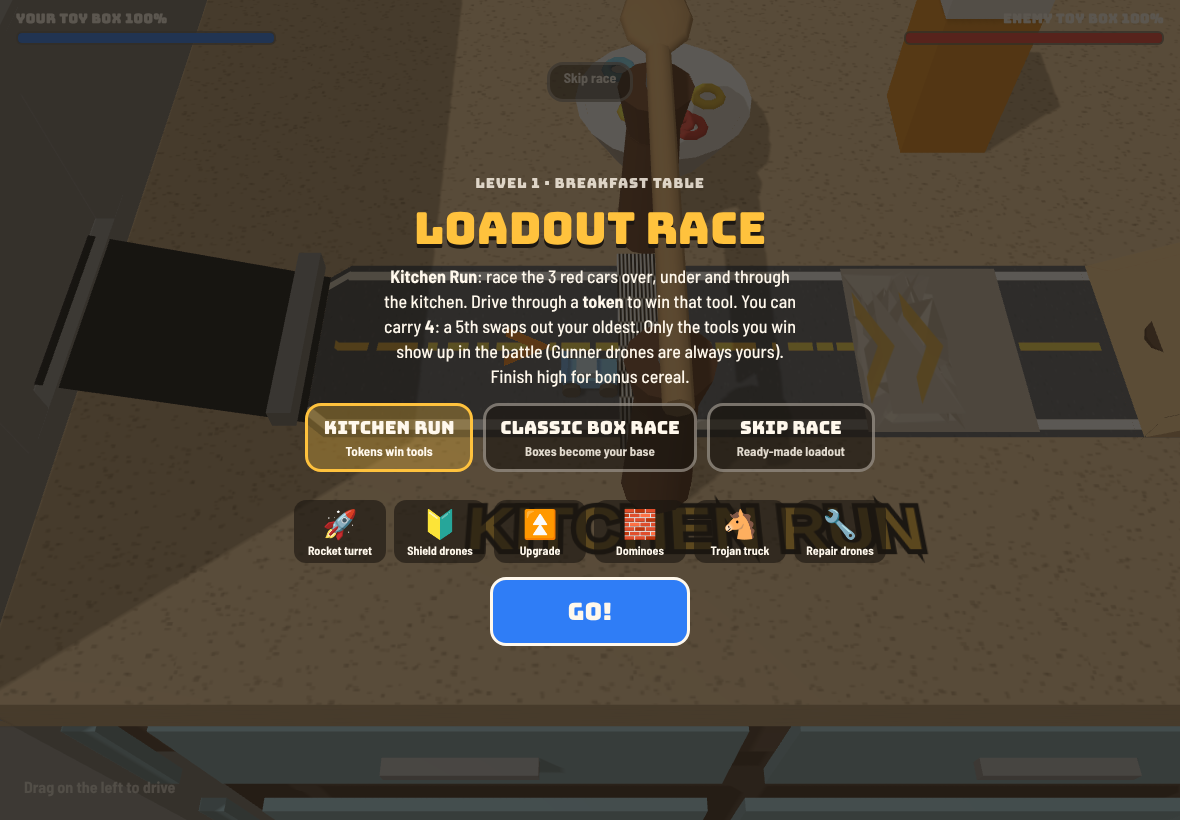 YOUR TOY BOX 100%
ENEMY TOY BOX 100%
Skip race
LEVEL 1 • BREAKFAST TABLE
LOADOUT RACE
Kitchen Run: race the 3 red cars over, under and through
the kitchen. Drive through a token to win that tool. You can
carry 4: a 5th swaps out your oldest. Only the tools you win
show up in the battle (Gunner drones are always yours).
Finish high for bonus cereal.
KITCHEN RUN
Tokens win tools
CLASSIC BOX RACE
Boxes become your base
SKIP RACE
Ready-made loadout
KITCHEN RUN
Rocket turret
Shield drones
Upgrade
Dominoes
Trojan truck
Repair drones
GO!
Drag on the left to drive